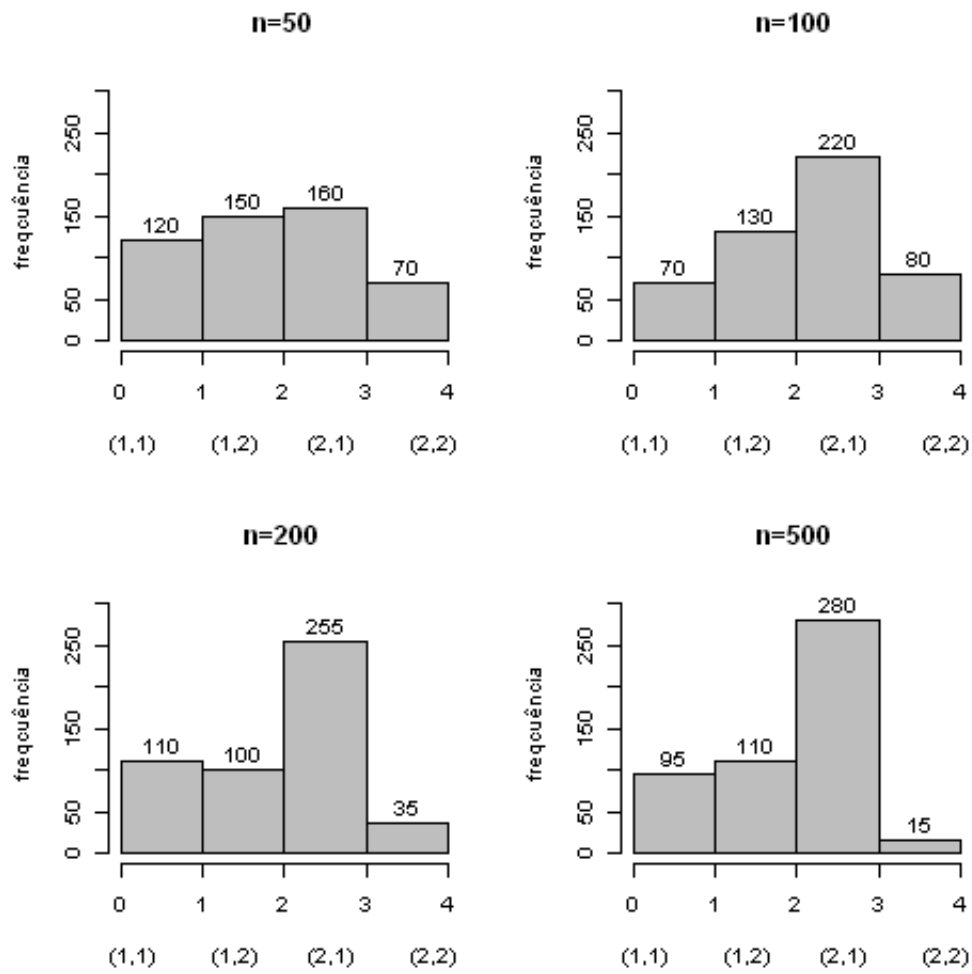 n=50
freqcuência
0 50 150 250
120 150 160 70
0 1 2 3 4
(1,1) (1,2) (2,1) (2,2)
n=100
freqcuência
0 50 150 250
70 130 220 80
0 1 2 3 4
(1,1) (1,2) (2,1) (2,2)
n=200
freqcuência
0 50 150 250
110 100 255 35
0 1 2 3 4
(1,1) (1,2) (2,1) (2,2)
n=500
freqcuência
0 50 150 250
95 110 280 15
0 1 2 3 4
(1,1) (1,2) (2,1) (2,2)